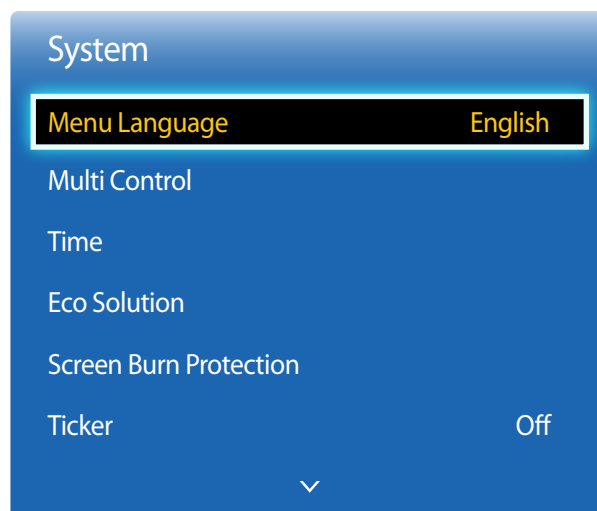 System
Menu Language English
Multi Control
Time
Eco Solution
Screen Burn Protection
Ticker Off